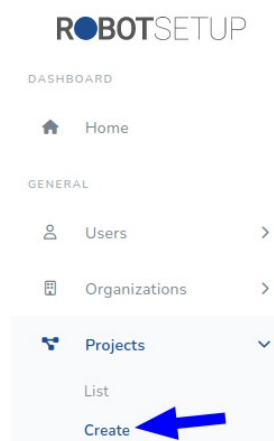 ROBOTSETUP
DASHBOARD
Home
GENERAL
Users
Organizations
Projects
List
Create